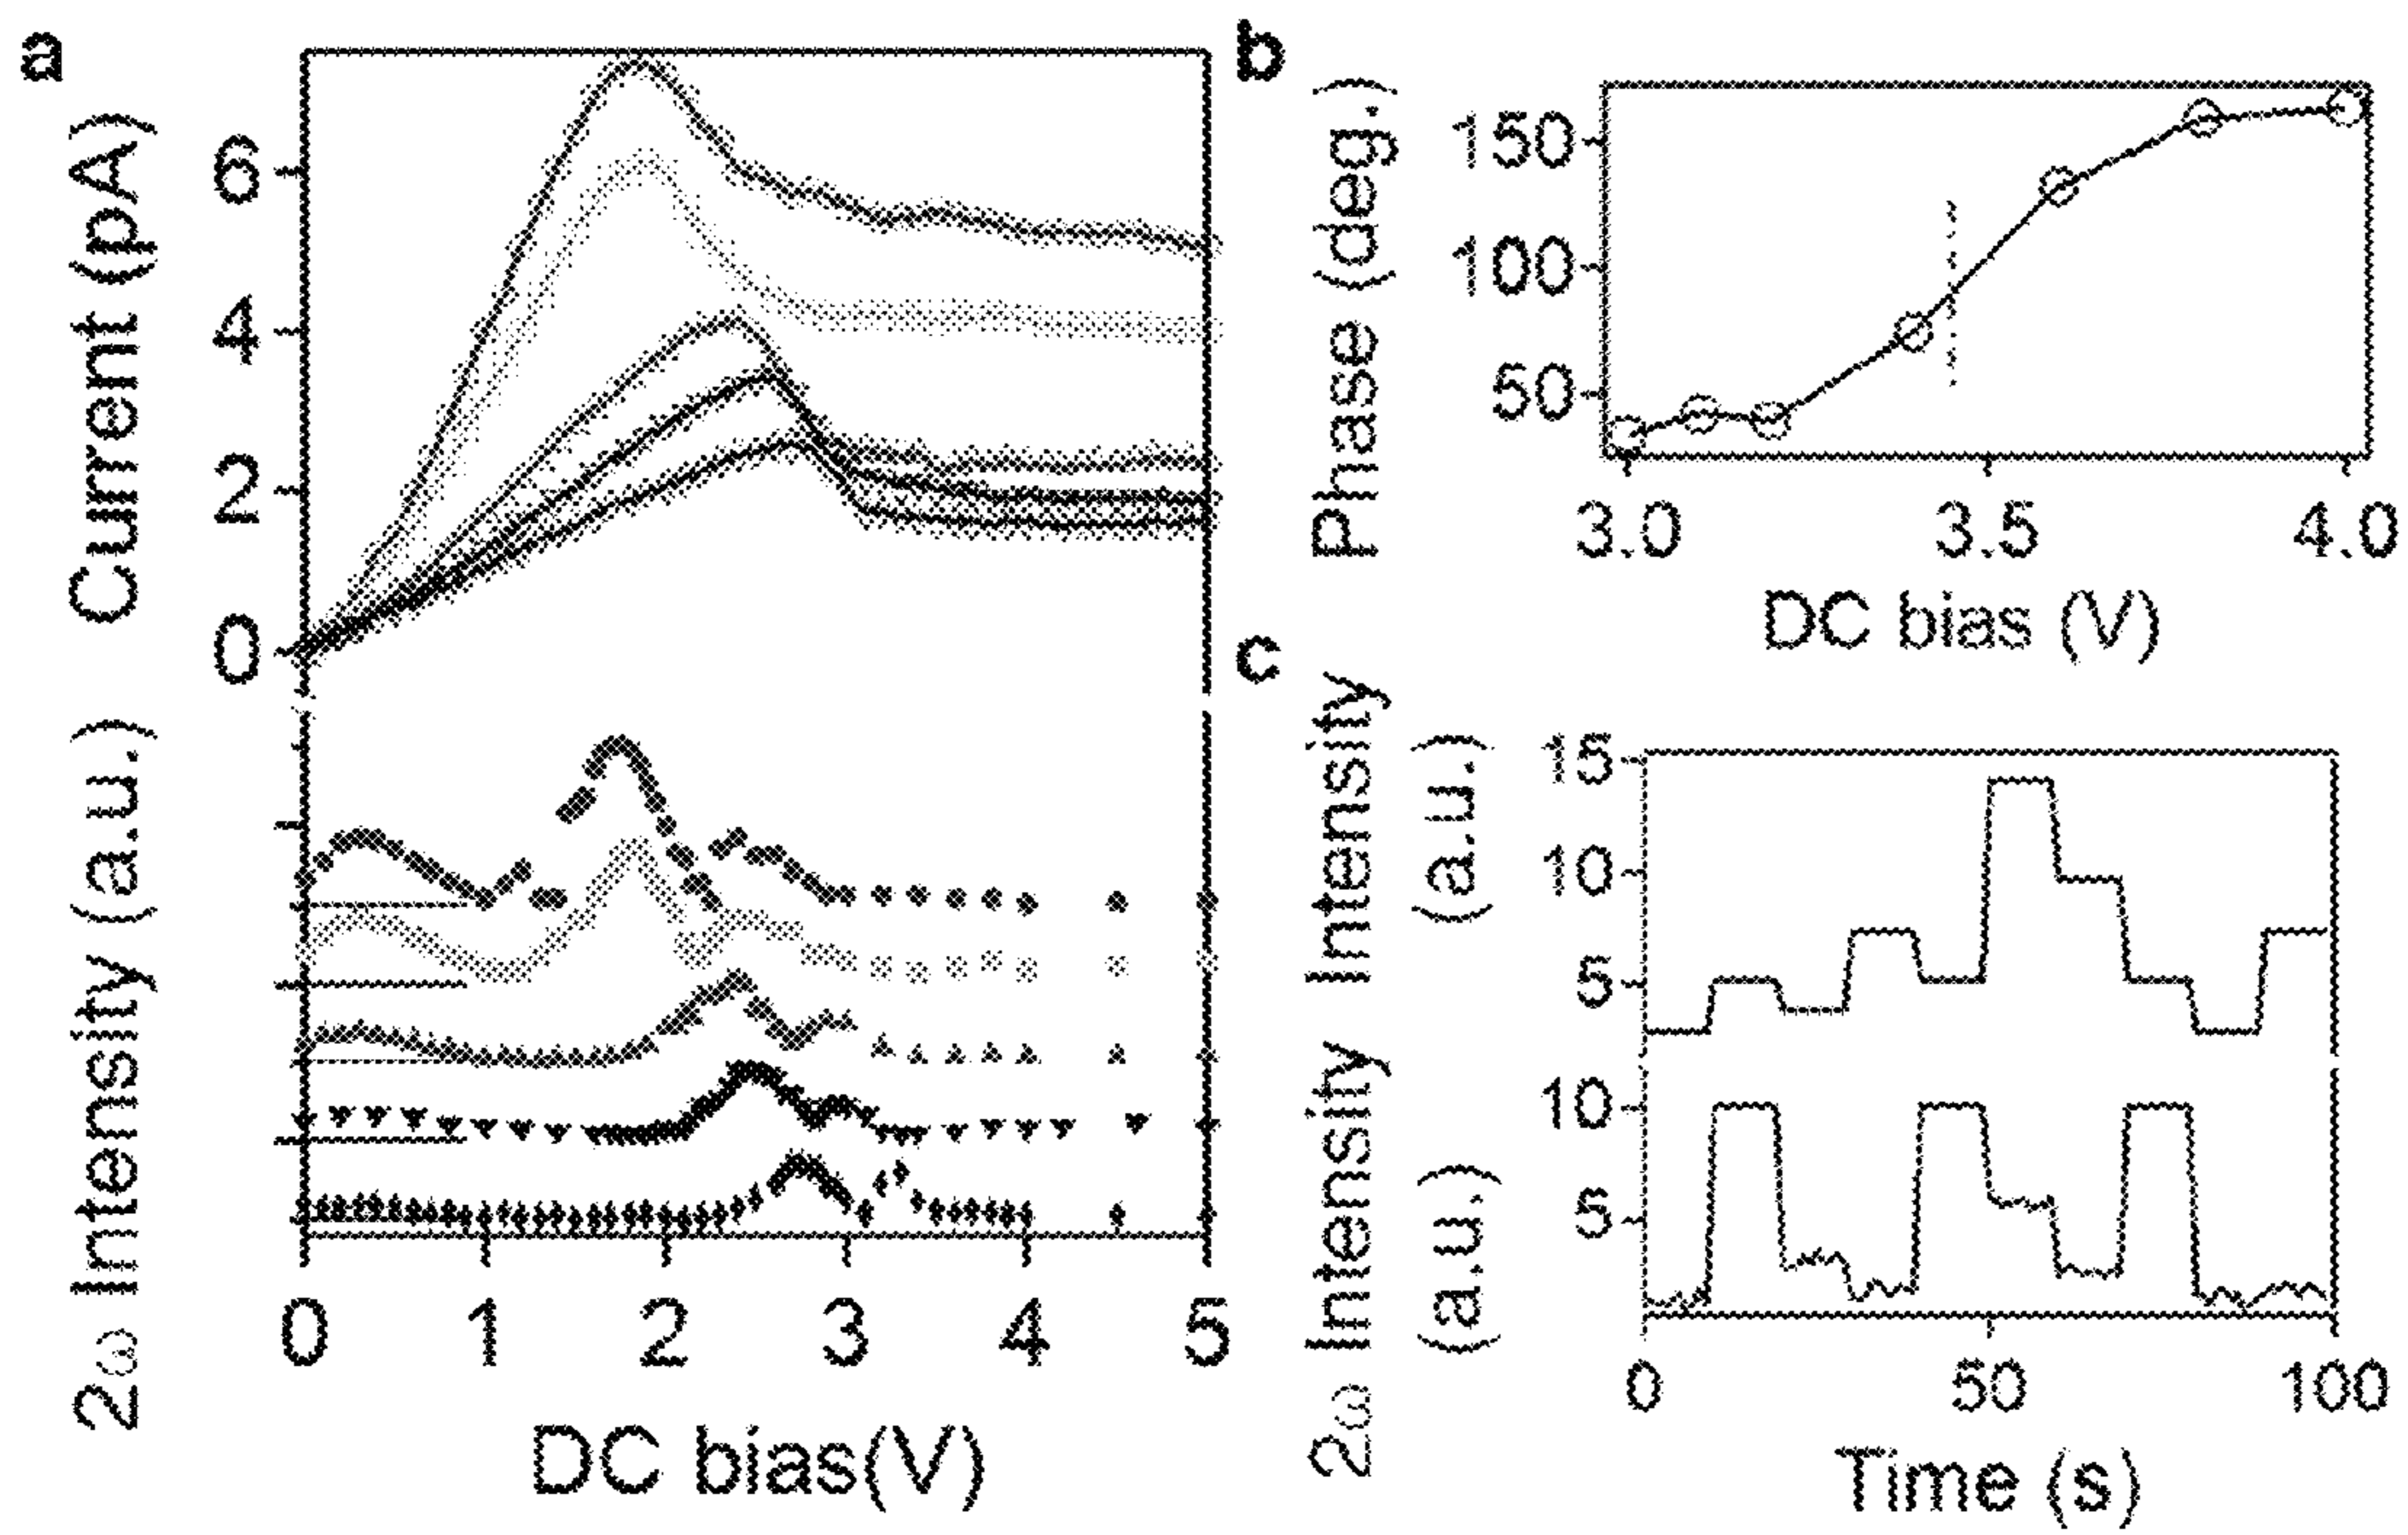 a
Current (pA)
6
4
2
0
2ω Intensity (a.u.)
0 1 2 3 4 5
DC bias(V)
b
Phase (deg.)
150
100
50
3.0 3.5 4.0
DC bias (V)
c
Intensity
(a.u.)
15
10
5
2ω Intensity
(a.u.)
10
5
0 50 100
Time (s)